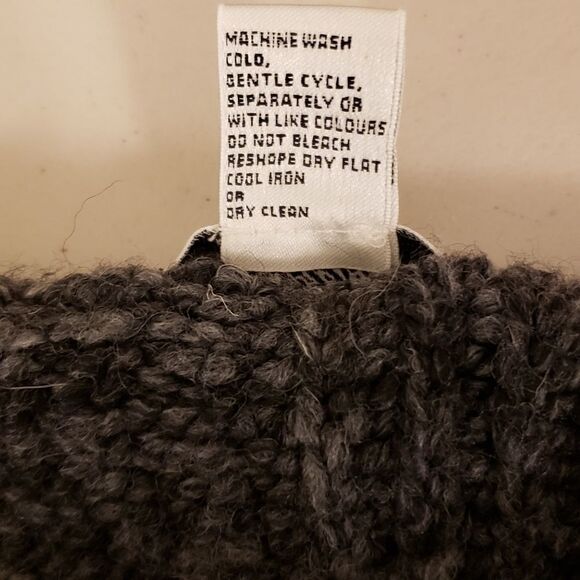 MACHINE WASH
COLD,
GENTLE CYCLE,
SEPARATELY OR
WITH LIKE COLOURS
DO NOT BLEACH
RESHAPE DRY FLAT
COOL IRON
OR
DRY CLEAN